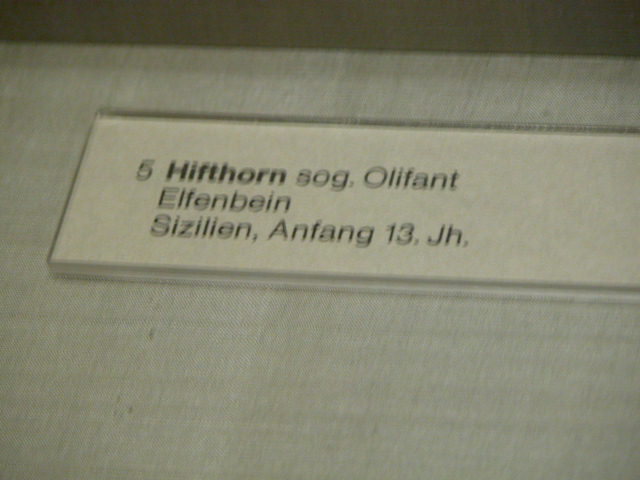 5 Hifthorn sog. Olifant
Elfenbein
Sizilien, Anfang 13. Jh.